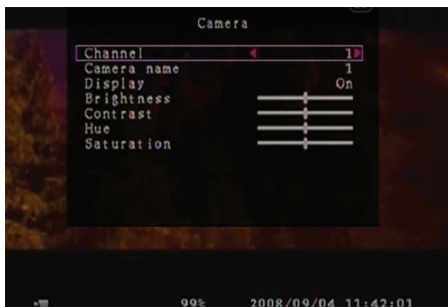 Camera
Channel 1
Camera name 1
Display On
Brightness
Contrast
Hue
Saturation
99% 2008/09/04 11:42:01